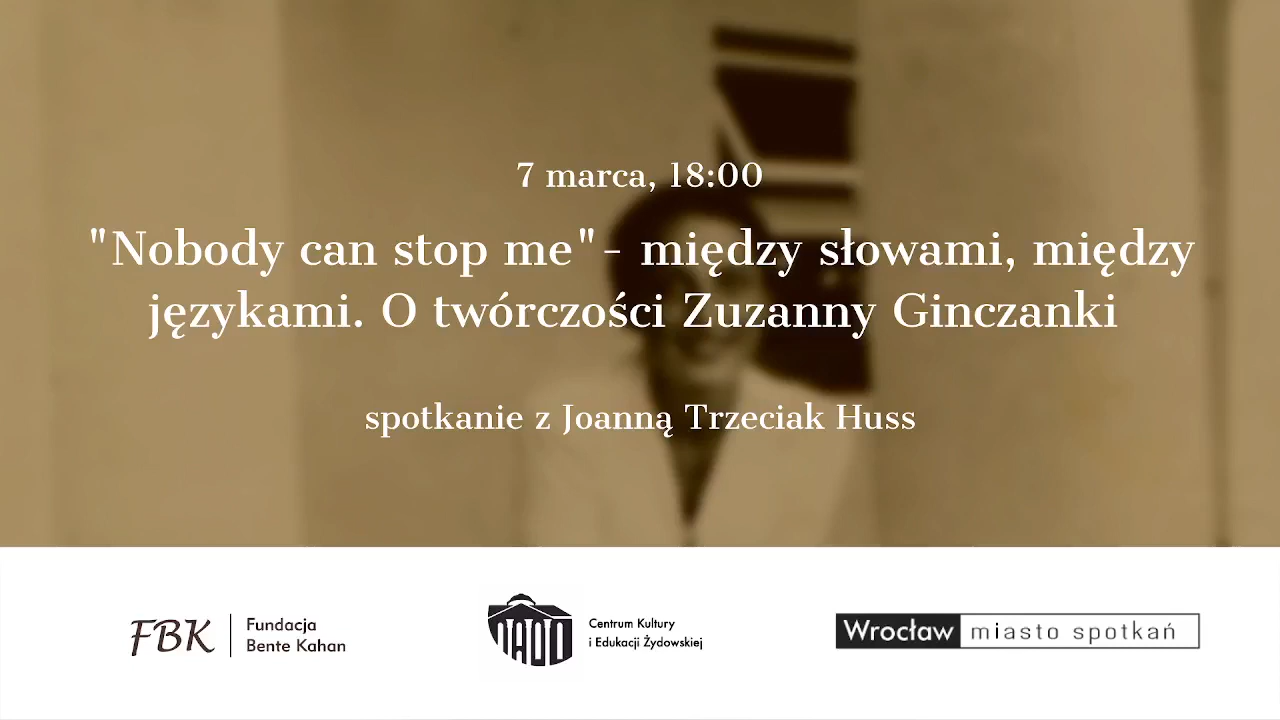 7 marca, 18:00
"Nobody can stop me"- między słowami, między
językami. O twórczości Zuzanny Ginczanki
spotkanie z Joanną Trzeciak Huss
FBK
Fundacja
Bente Kahan
Centrum Kultury
i Edukacji Żydowskiej
Wrocław miasto spotkań